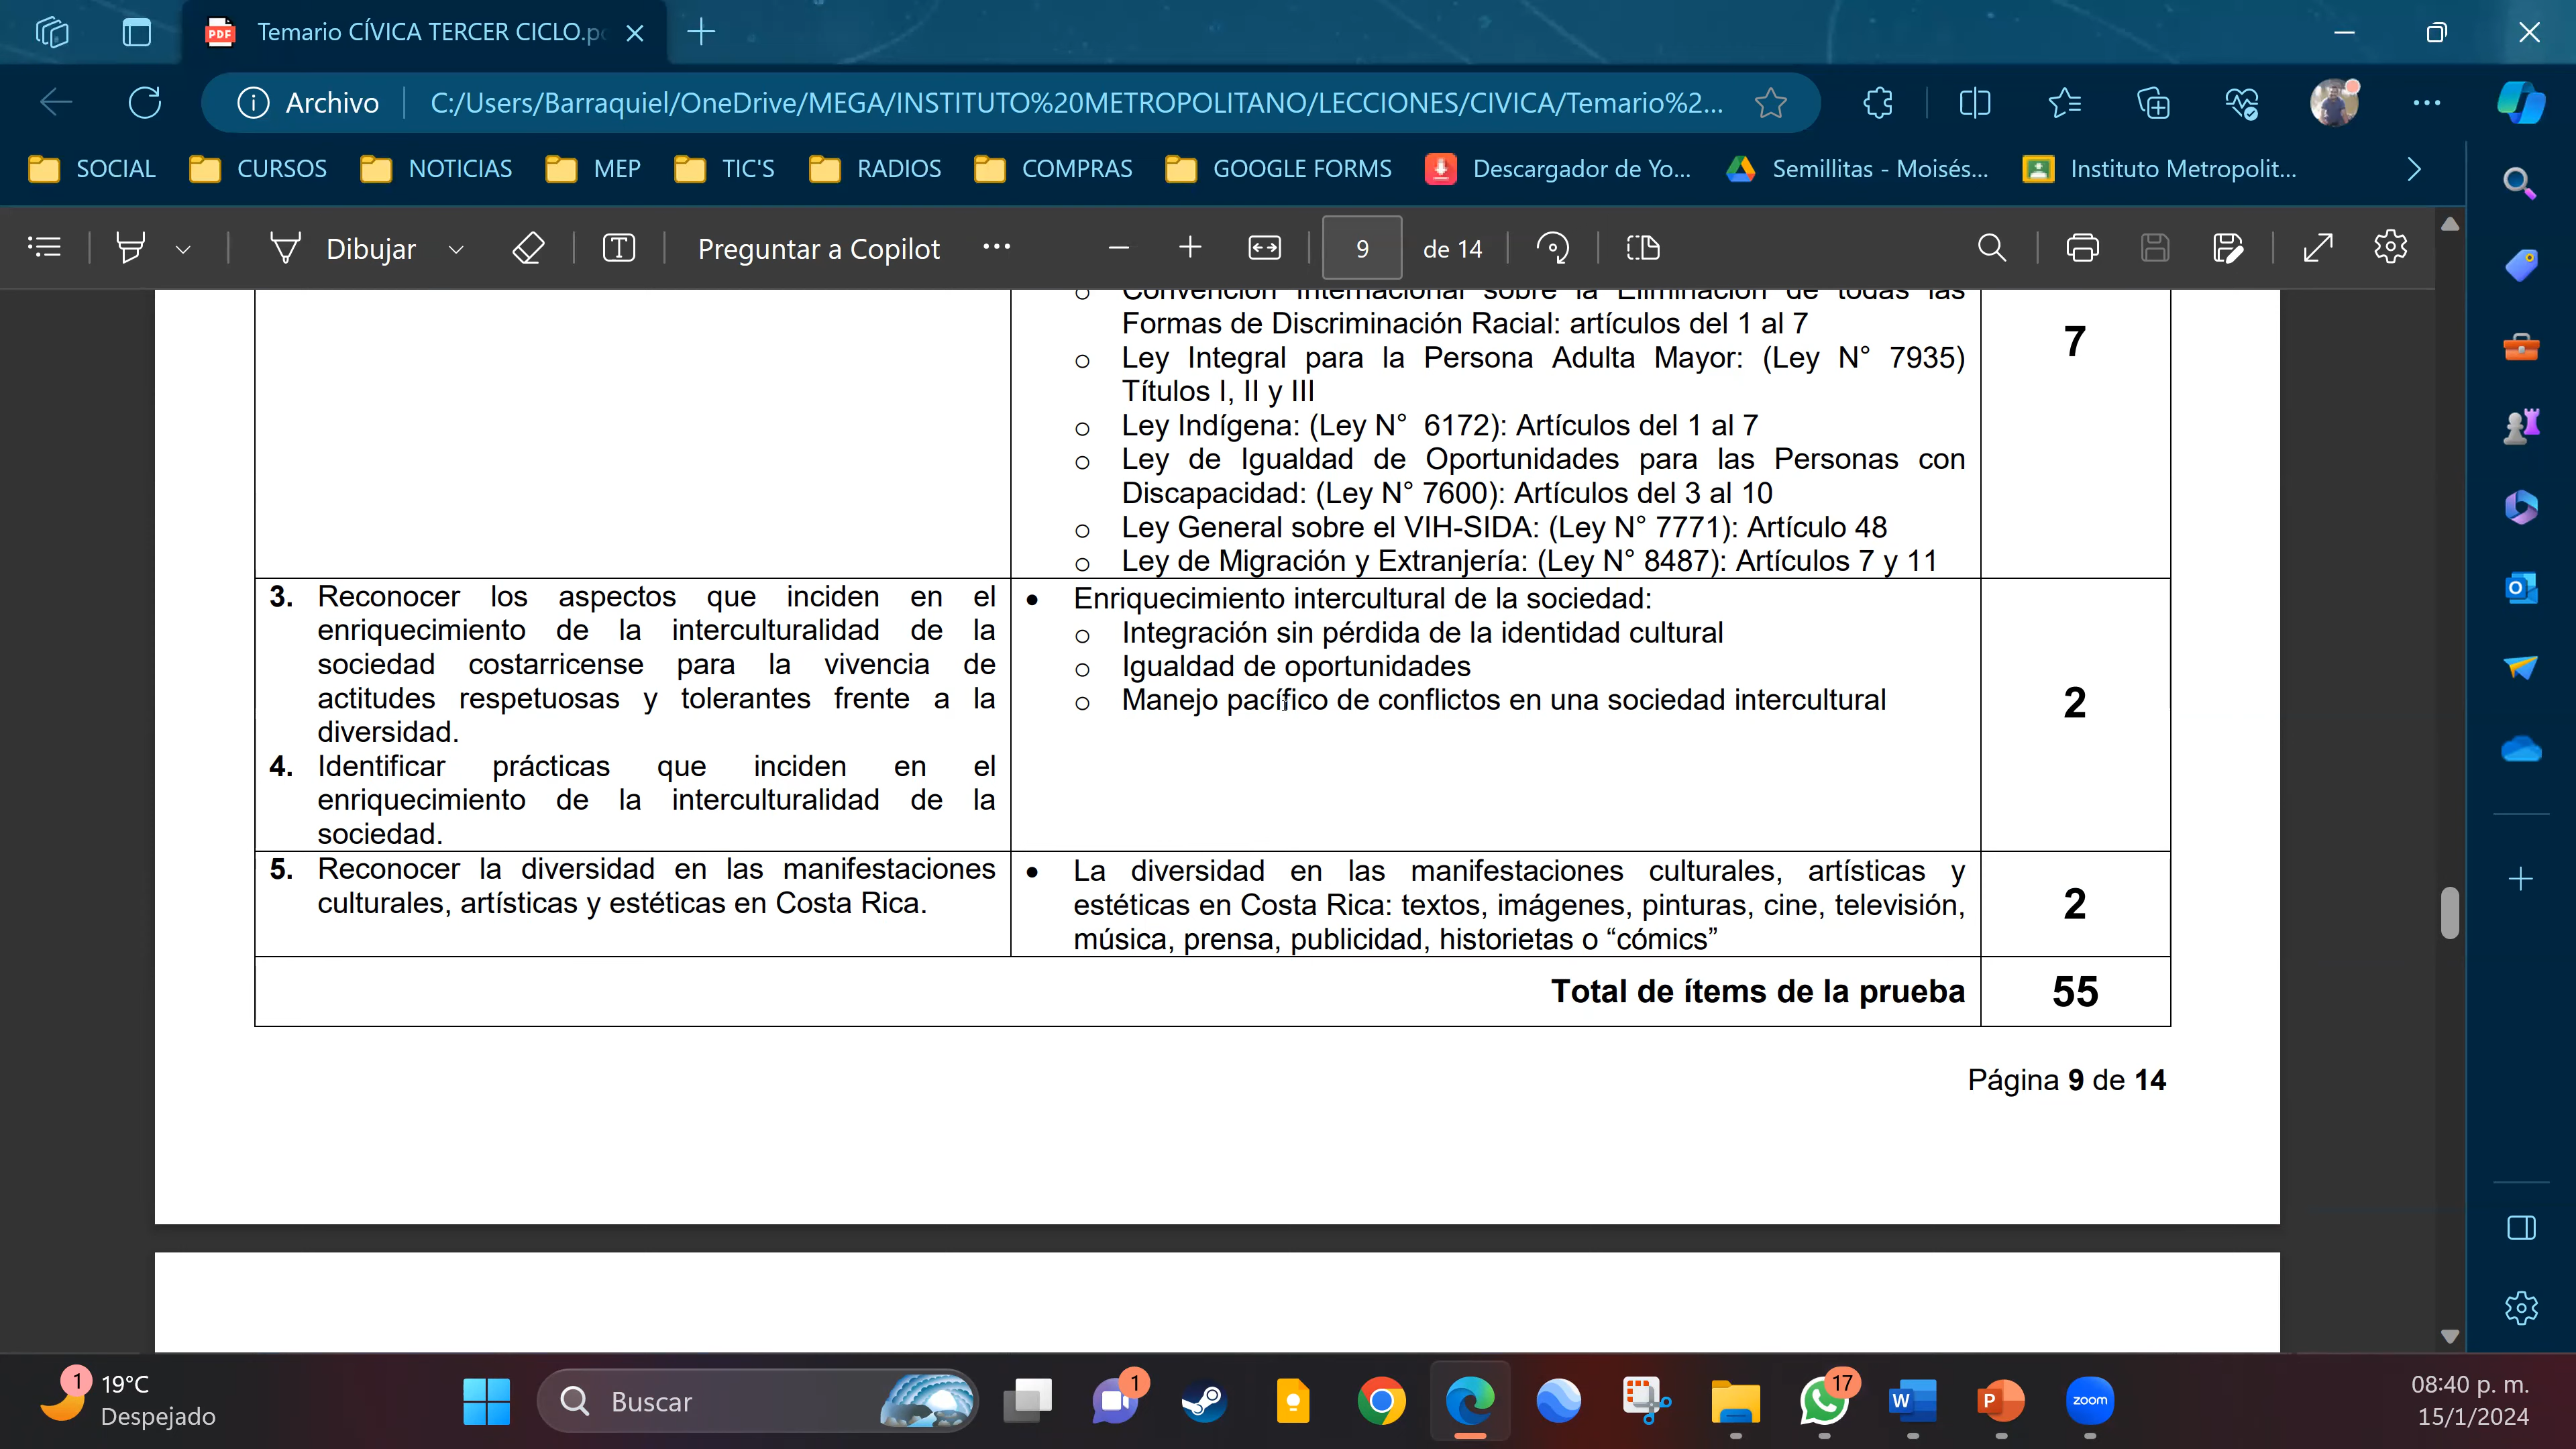 Temario CÍVICA TERCER CICLO.p
Archivo
C:/Users/Barraquiel/OneDrive/MEGA/INSTITUTO%20METROPOLITANO/LECCIONES/CIVICA/Temario%2...
SOCIAL CURSOS NOTICIAS MEP TIC'S RADIOS COMPRAS GOOGLE FORMS Descargador de Yo... Semillitas - Moisés... Instituto Metropolit...
Dibujar Preguntar a Copilot 9 de 14
Convención Internacional sobre la Eliminación de todas las
Formas de Discriminación Racial: artículos del 1 al 7
7
o Ley Integral para la Persona Adulta Mayor: (Ley N° 7935)
Títulos I, II y III
o Ley Indígena: (Ley N° 6172): Artículos del 1 al 7
o Ley de Igualdad de Oportunidades para las Personas con
Discapacidad: (Ley N° 7600): Artículos del 3 al 10
o Ley General sobre el VIH-SIDA: (Ley N° 7771): Artículo 48
o Ley de Migración y Extranjería: (Ley N° 8487): Artículos 7 y 11
3. Reconocer los aspectos que inciden en el
enriquecimiento de la interculturalidad de la
sociedad costarricense para la vivencia de
actitudes respetuosas y tolerantes frente a la
diversidad.
4. Identificar prácticas que inciden en el
enriquecimiento de la interculturalidad de la
sociedad.
• Enriquecimiento intercultural de la sociedad:
o Integración sin pérdida de la identidad cultural
o Igualdad de oportunidades
o Manejo pacífico de conflictos en una sociedad intercultural
2
5. Reconocer la diversidad en las manifestaciones
culturales, artísticas y estéticas en Costa Rica.
• La diversidad en las manifestaciones culturales, artísticas y
estéticas en Costa Rica: textos, imágenes, pinturas, cine, televisión,
música, prensa, publicidad, historietas o “cómics”
2
Total de ítems de la prueba
55
Página 9 de 14
1
19°C
Despejado
Buscar
1
17
zoom
08:40 p. m.
15/1/2024